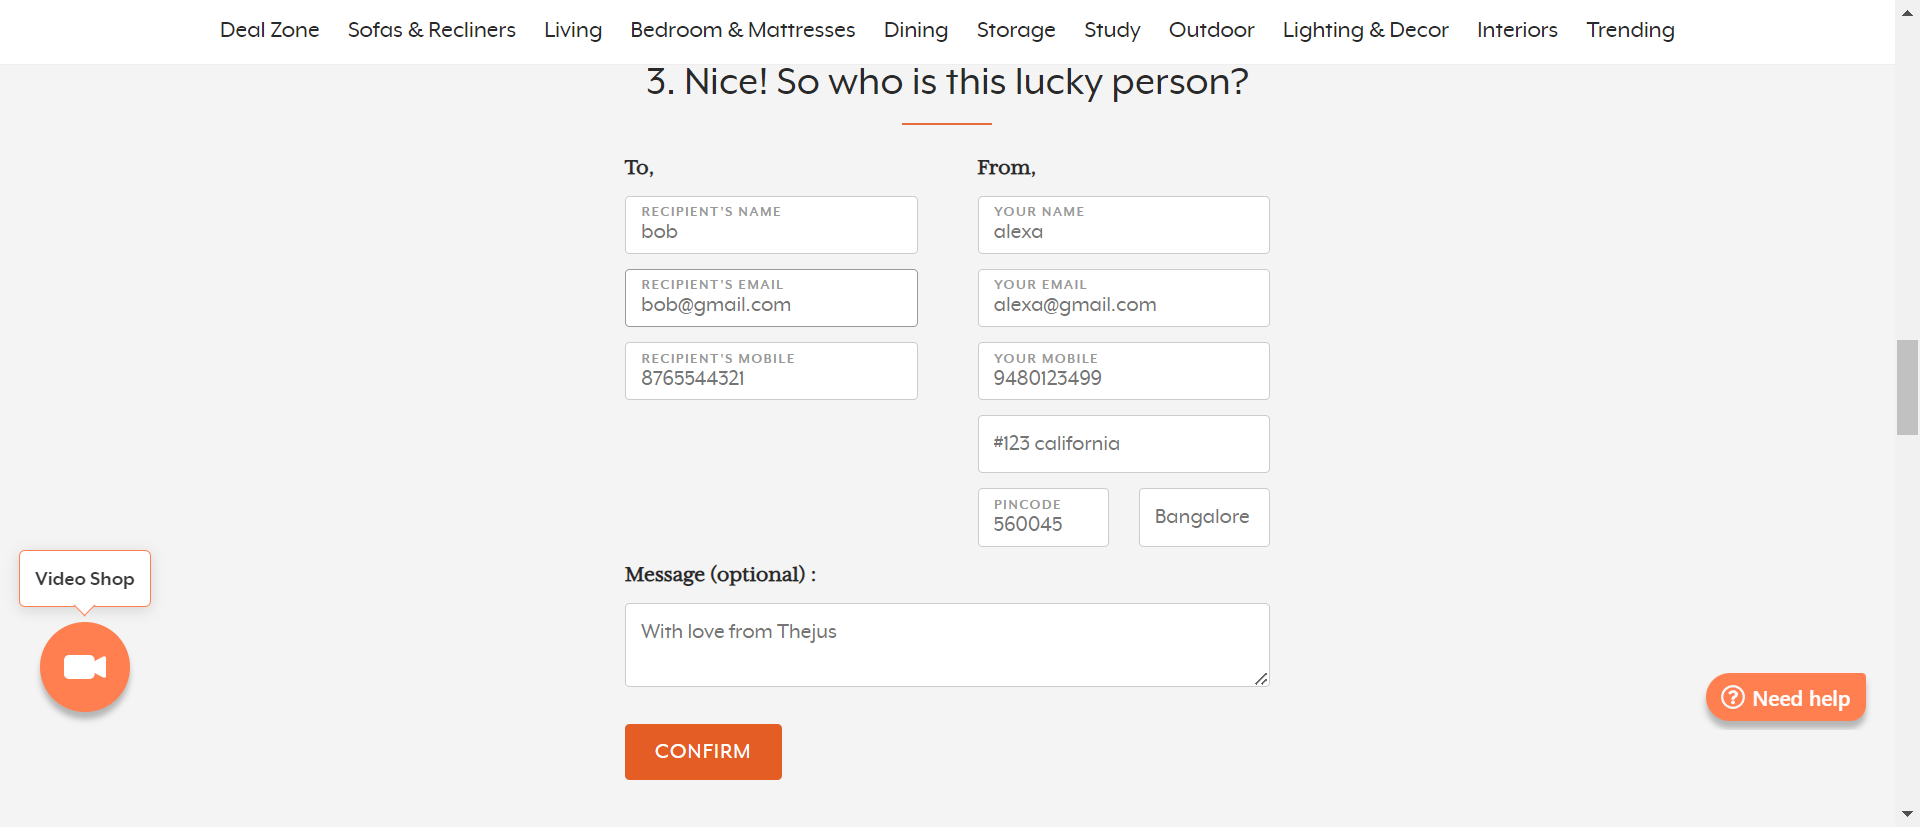 Deal Zone Sofas & Recliners Living Bedroom & Mattresses Dining Storage Study Outdoor Lighting & Decor Interiors Trending
3. Nice! So who is this lucky person?
To,
RECIPIENT'S NAME
bob
RECIPIENT'S EMAIL
bob@gmail.com
RECIPIENT'S MOBILE
8765544321
From,
YOUR NAME
alexa
YOUR EMAIL
alexa@gmail.com
YOUR MOBILE
9480123499
#123 california
PINCODE
560045
Bangalore
Message (optional) :
With love from Thejus
CONFIRM
Video Shop
Need help